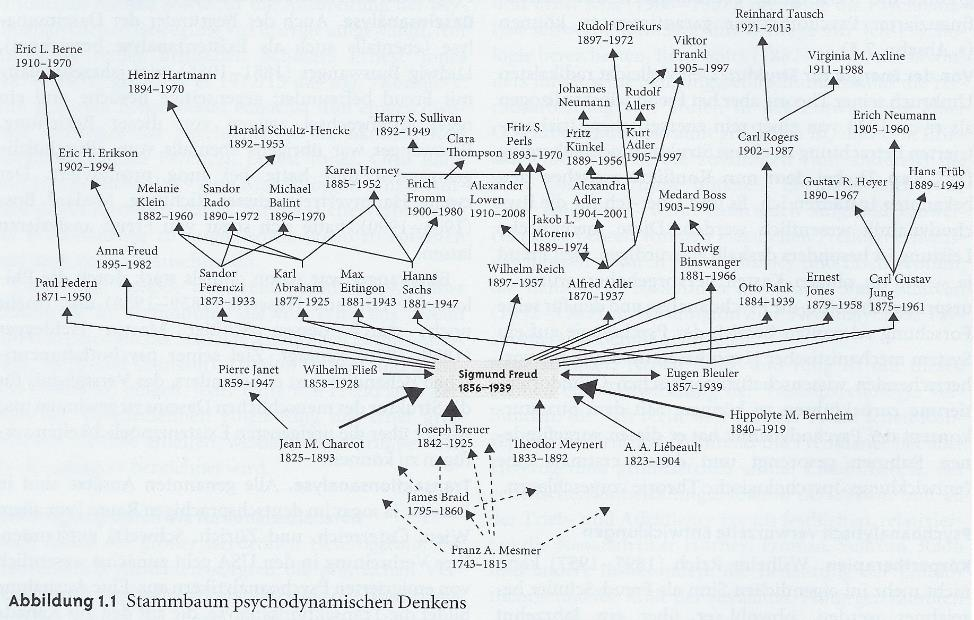 Reinhard Tausch
1921–2013
Rudolf Dreikurs
1897–1972
Viktor
Frankl
1905–1997
Eric L. Berne
1910–1970
Virginia M. Axline
1911–1988
Heinz Hartmann
1894–1970
Johannes
Neumann
Rudolf
Allers
Harry S. Sullivan
1892–1949
Harald Schultz-Hencke
1892–1953
Clara
Thompson
Fritz S.
Perls
1893–1970
Fritz
Künkel
1889–1956
Kurt
Adler
1905–1997
Carl Rogers
1902–1987
Erich Neumann
1905–1960
Eric H. Erikson
1902–1994
Karen Horney
1885–1952
Erich
Fromm
1900–1980
Melanie
Klein
1882–1960
Sandor
Rado
1890–1972
Michael
Balint
1896–1970
Alexander
Lowen
1910–2008
Alexandra
Adler
1904–2001
Medard Boss
1903–1990
Gustav R. Heyer
1890–1967
Hans Trüb
1889–1949
Jakob L.
Moreno
1889–1974
Anna Freud
1895–1982
Ludwig
Binswanger
1881–1966
Paul Federn
1871–1950
Sandor
Ferenczi
1873–1933
Karl
Abraham
1877–1925
Max
Eitingon
1881–1943
Hanns
Sachs
1881–1947
Wilhelm Reich
1897–1957
Alfred Adler
1870–1937
Otto Rank
1884–1939
Ernest
Jones
1879–1958
Carl Gustav
Jung
1875–1961
Pierre Janet
1859–1947
Wilhelm Fließ
1858–1928
Sigmund Freud
1856–1939
Eugen Bleuler
1857–1939
Hippolyte M. Bernheim
1840–1919
Jean M. Charcot
1825–1893
Joseph Breuer
1842–1925
Theodor Meynert
1833–1892
A. A. Liébeault
1823–1904
James Braid
1795–1860
Franz A. Mesmer
1743–1815
Abbildung 1.1 Stammbaum psychodynamischen Denkens